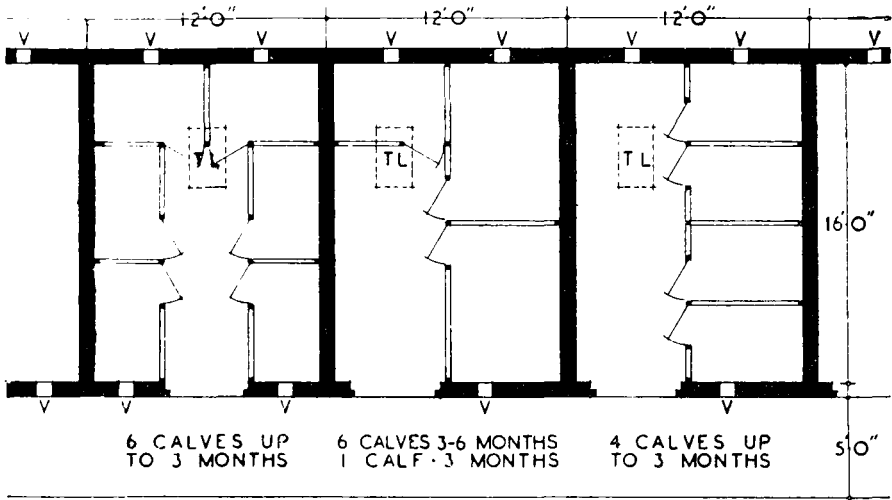 12'0" 12'0" 12'0"
V V V V V V V
TL TL
16'0"
V V V V V
6 CALVES UP
TO 3 MONTHS
6 CALVES 3-6 MONTHS
1 CALF · 3 MONTHS
4 CALVES UP
TO 3 MONTHS
5'0"